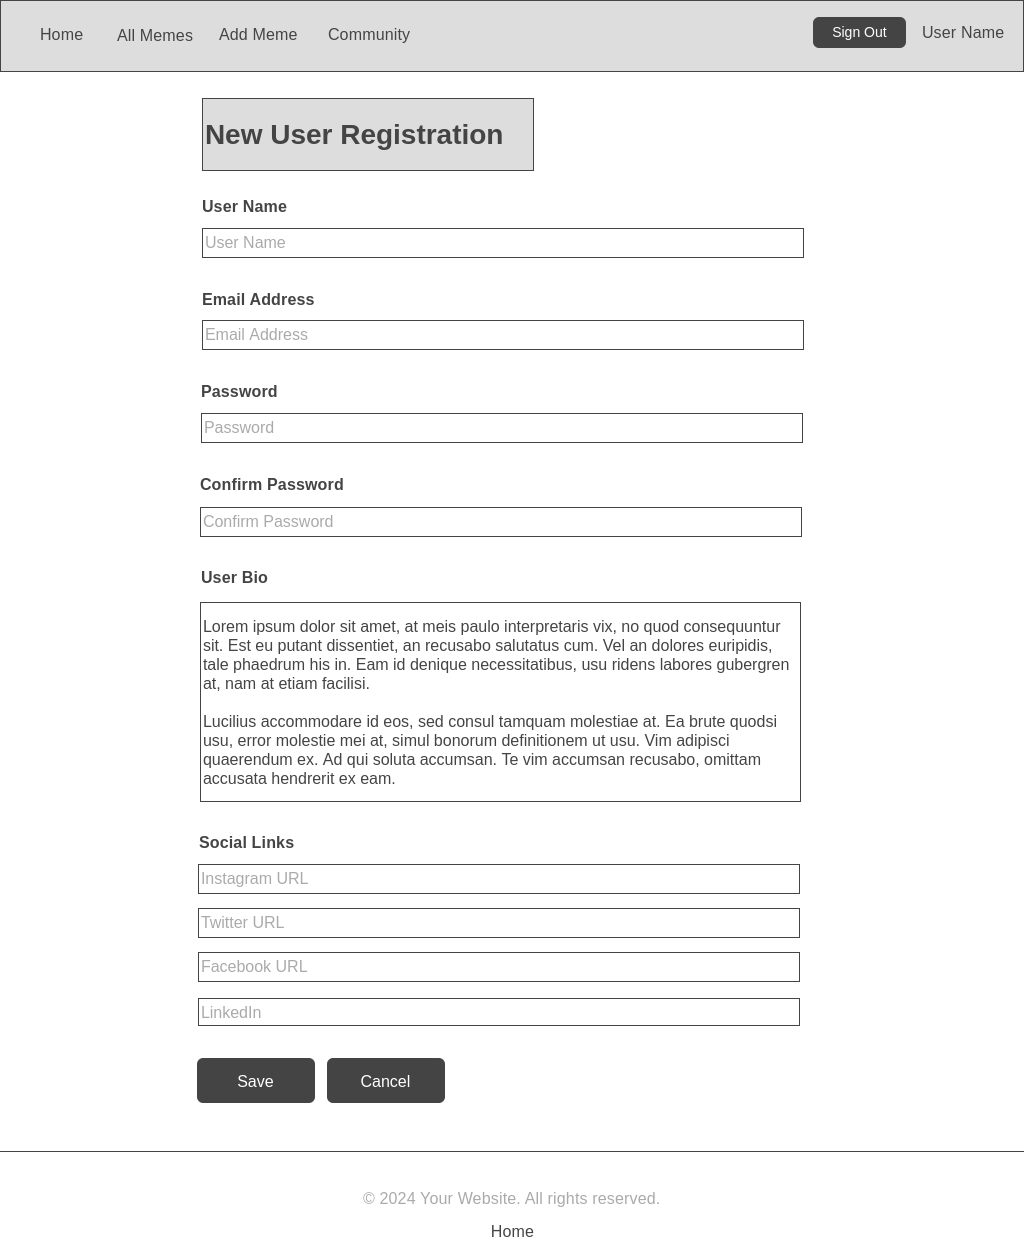 Home All Memes Add Meme Community Sign Out User Name
New User Registration
User Name
User Name
Email Address
Email Address
Password
Password
Confirm Password
Confirm Password
User Bio
Lorem ipsum dolor sit amet, at meis paulo interpretaris vix, no quod consequuntur
sit. Est eu putant dissentiet, an recusabo salutatus cum. Vel an dolores euripidis,
tale phaedrum his in. Eam id denique necessitatibus, usu ridens labores gubergren
at, nam at etiam facilisi.
Lucilius accommodare id eos, sed consul tamquam molestiae at. Ea brute quodsi
usu, error molestie mei at, simul bonorum definitionem ut usu. Vim adipisci
quaerendum ex. Ad qui soluta accumsan. Te vim accumsan recusabo, omittam
accusata hendrerit ex eam.
Social Links
Instagram URL
Twitter URL
Facebook URL
LinkedIn
Save Cancel
© 2024 Your Website. All rights reserved.
Home